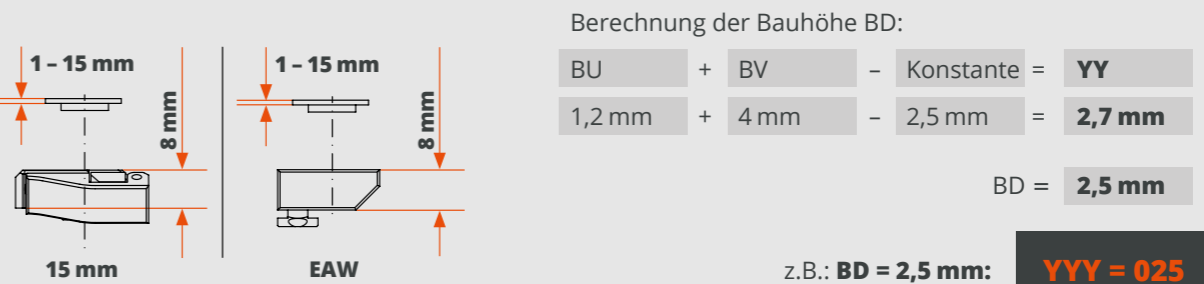 1 – 15 mm
8 mm
15 mm
1 – 15 mm
8 mm
EAW
Berechnung der Bauhöhe BD:
BU + BV – Konstante = YY
1,2 mm + 4 mm – 2,5 mm = 2,7 mm
BD = 2,5 mm
z.B.: BD = 2,5 mm: YYY = 025